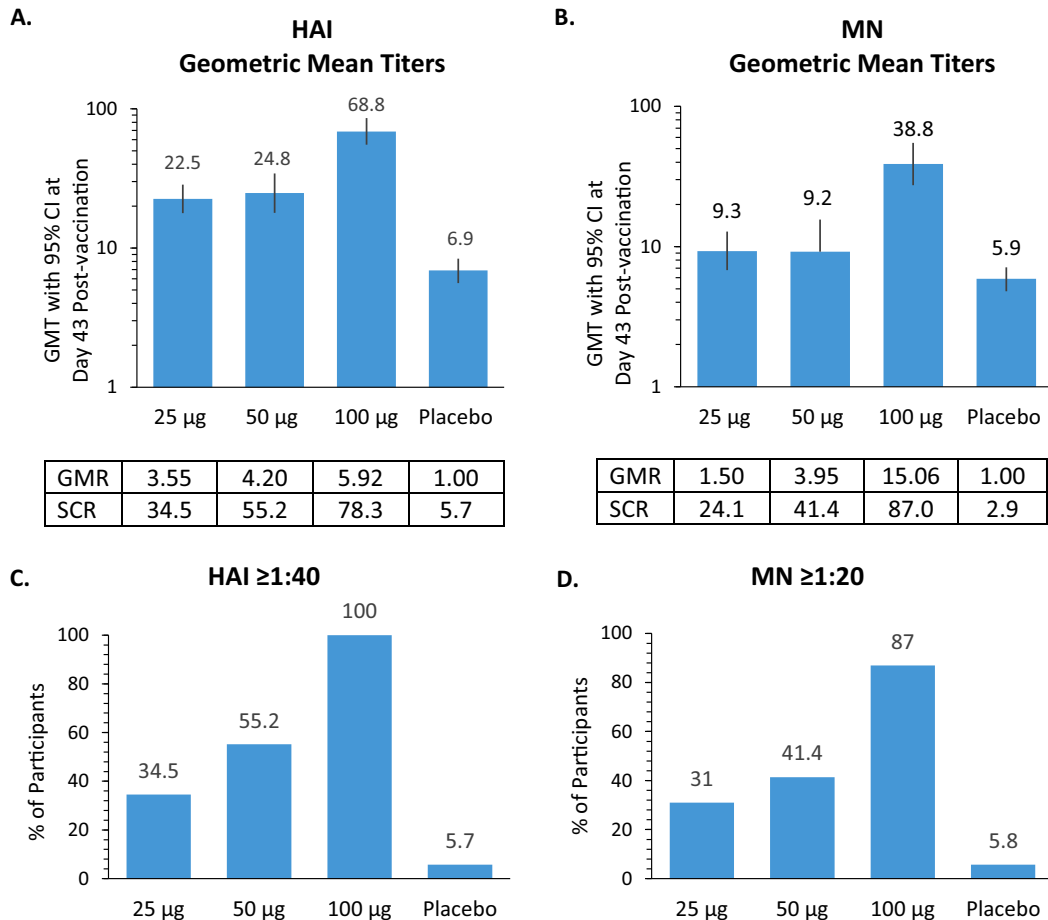 A.
HAI
Geometric Mean Titers
GMT with 95% CI at
Day 43 Post-vaccination
100
10
1
22.5
24.8
68.8
6.9
25 µg 50 µg 100 µg Placebo
GMR 3.55 4.20 5.92 1.00
SCR 34.5 55.2 78.3 5.7
B.
MN
Geometric Mean Titers
GMT with 95% CI at
Day 43 Post-vaccination
100
10
1
9.3
9.2
38.8
5.9
25 µg 50 µg 100 µg Placebo
GMR 1.50 3.95 15.06 1.00
SCR 24.1 41.4 87.0 2.9
C.
HAI ≥1:40
% of Participants
100
80
60
40
20
0
34.5
55.2
100
5.7
25 µg 50 µg 100 µg Placebo
D.
MN ≥1:20
% of Participants
100
80
60
40
20
0
31
41.4
87
5.8
25 µg 50 µg 100 µg Placebo